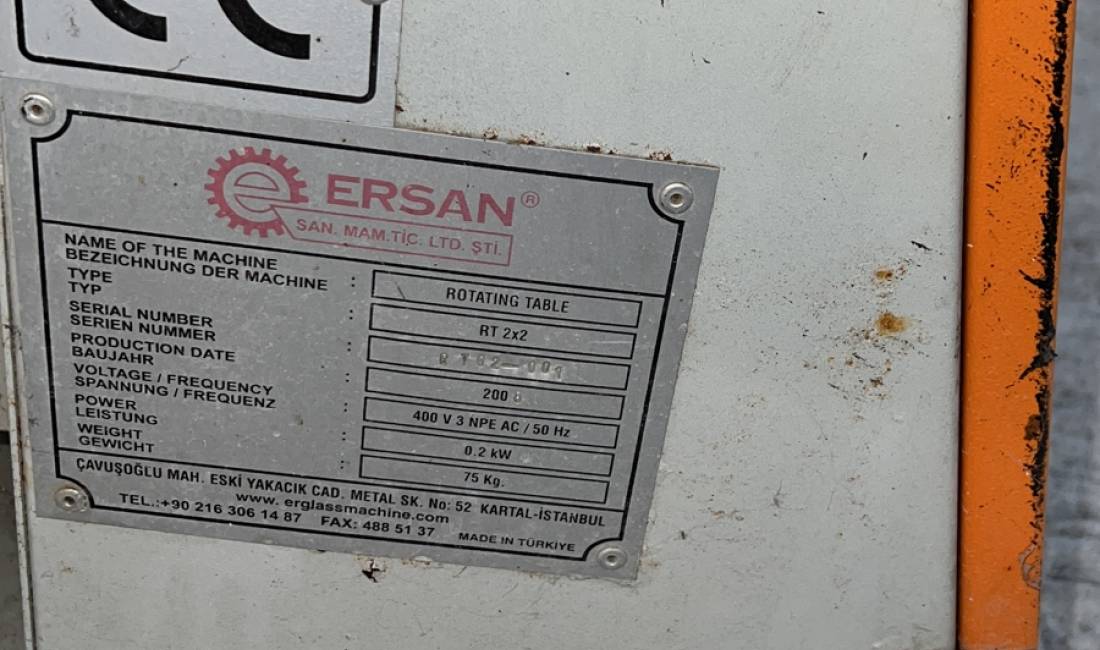 CE
ERSAN®
SAN. MAM.TİC. LTD. ŞTİ.
NAME OF THE MACHINE
BEZEICHNUNG DER MACHINE : ROTATING TABLE
TYPE
TYP : RT 2x2
SERIAL NUMBER
SERIEN NUMMER :
PRODUCTION DATE
BAUJAHR : 200
VOLTAGE / FREQUENCY
SPANNUNG / FREQUENZ : 400 V 3 NPE AC / 50 Hz
POWER
LEISTUNG : 0.2 kW
WEIGHT
GEWICHT : 75 Kg.
ÇAVUŞOĞLU MAH. ESKİ YAKACIK CAD. METAL SK. No: 52 KARTAL-İSTANBUL
www. erglassmachine.com
TEL.:+90 216 306 14 87 FAX: 488 51 37 MADE IN TÜRKİYE